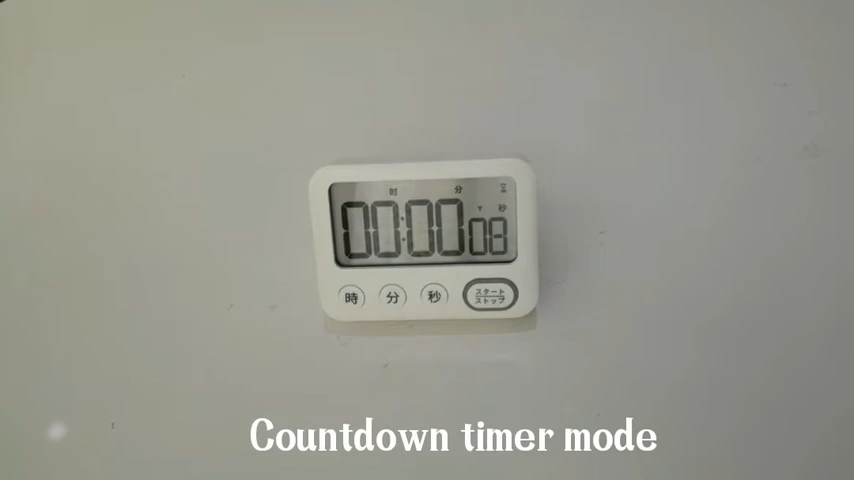 时 分
秒
00:00 08
時 分 秒 スタート
ストップ
Countdown timer mode